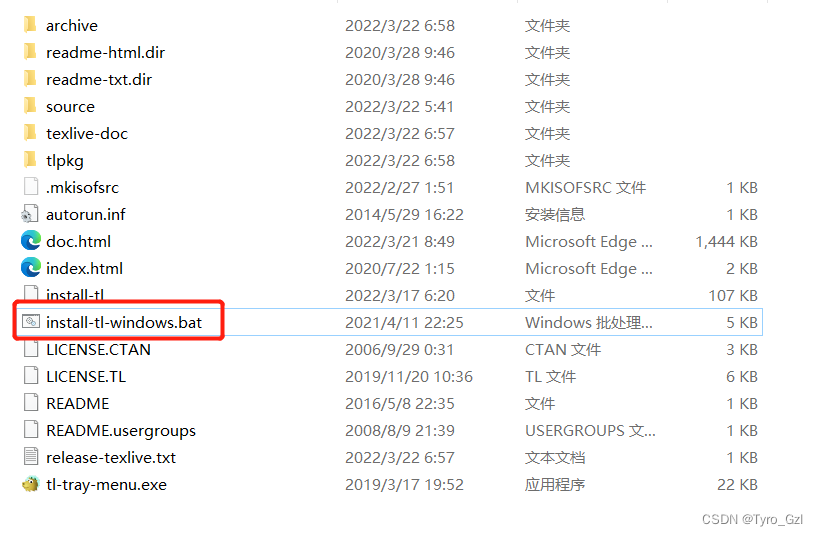 archive 2022/3/22 6:58 文件夹
readme-html.dir 2020/3/28 9:46 文件夹
readme-txt.dir 2020/3/28 9:46 文件夹
source 2022/3/22 5:41 文件夹
texlive-doc 2022/3/22 6:57 文件夹
tlpkg 2022/3/22 6:58 文件夹
.mkisofsrc 2022/2/27 1:51 MKISOFSRC 文件 1 KB
autorun.inf 2014/5/29 16:22 安装信息 1 KB
doc.html 2022/3/21 8:49 Microsoft Edge ... 1,444 KB
index.html 2020/7/22 1:15 Microsoft Edge ... 2 KB
install-tl 2022/3/17 6:20 文件 107 KB
install-tl-windows.bat 2021/4/11 22:25 Windows 批处理... 5 KB
LICENSE.CTAN 2006/9/29 0:31 CTAN 文件 3 KB
LICENSE.TL 2019/11/20 10:36 TL 文件 6 KB
README 2016/5/8 22:35 文件 1 KB
README.usergroups 2008/8/9 21:39 USERGROUPS 文... 1 KB
release-texlive.txt 2022/3/22 6:57 文本文档 1 KB
tl-tray-menu.exe 2019/3/17 19:52 应用程序 22 KB
CSDN @Tyro_Gzl